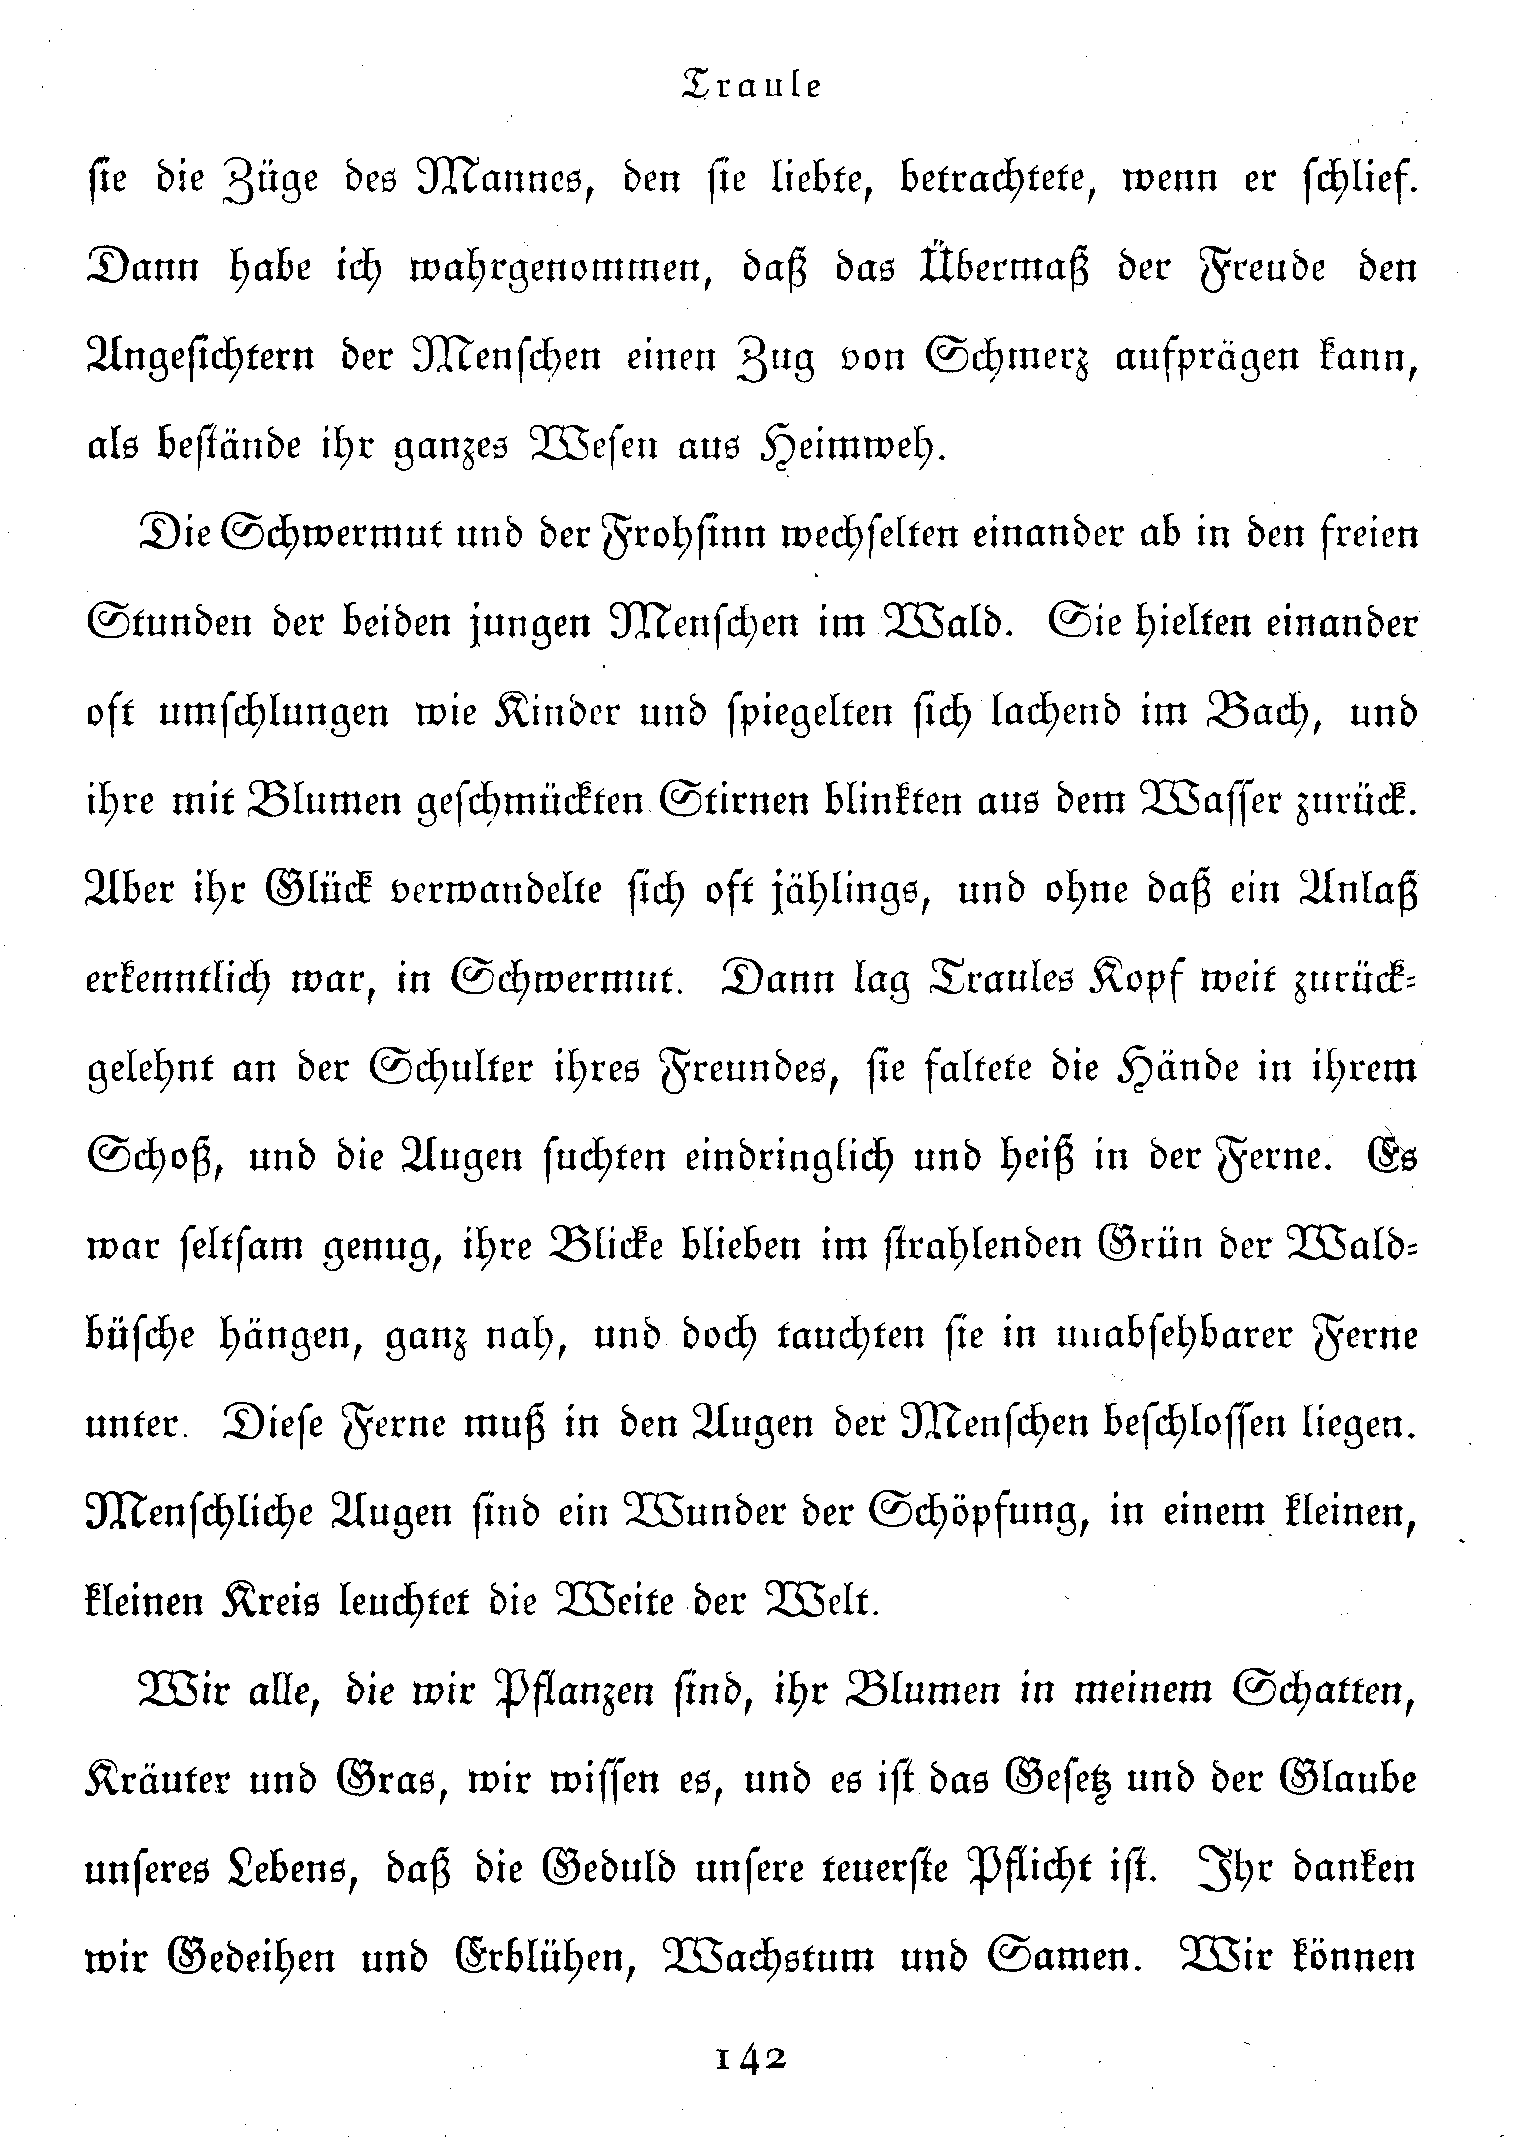 Traule
sie die Züge des Mannes, den sie liebte, betrachtete, wenn er schlief.
Dann habe ich wahrgenommen, daß das Übermaß der Freude den
Angesichtern der Menschen einen Zug von Schmerz aufprägen kann,
als bestände ihr ganzes Wesen aus Heimweh.
Die Schwermut und der Frohsinn wechselten einander ab in den freien
Stunden der beiden jungen Menschen im Wald. Sie hielten einander
oft umschlungen wie Kinder und spiegelten sich lachend im Bach, und
ihre mit Blumen geschmückten Stirnen blinkten aus dem Wasser zurück.
Aber ihr Glück verwandelte sich oft jählings, und ohne daß ein Anlaß
erkenntlich war, in Schwermut. Dann lag Traules Kopf weit zurück-
gelehnt an der Schulter ihres Freundes, sie faltete die Hände in ihrem
Schoß, und die Augen suchten eindringlich und heiß in der Ferne. Es
war seltsam genug, ihre Blicke blieben im strahlenden Grün der Wald-
büsche hängen, ganz nah, und doch tauchten sie in unabsehbarer Ferne
unter. Diese Ferne muß in den Augen der Menschen beschlossen liegen.
Menschliche Augen sind ein Wunder der Schöpfung, in einem kleinen,
kleinen Kreis leuchtet die Weite der Welt.
Wir alle, die wir Pflanzen sind, ihr Blumen in meinem Schatten,
Kräuter und Gras, wir wissen es, und es ist das Gesetz und der Glaube
unseres Lebens, daß die Geduld unsere teuerste Pflicht ist. Ihr danken
wir Gedeihen und Erblühen, Wachstum und Samen. Wir können
142